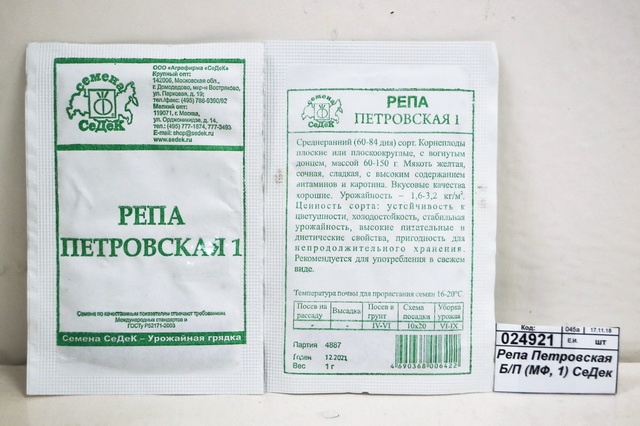 семена
СеДеК
ООО «Агрофирма «СеДеК»
Крупный опт:
142006, Московская обл.,
г. Домодедово, мкр-н Востряково,
ул. Парковая, д. 19;
тел./факс: (495) 788-9390/92
Мелкий опт:
119071, г. Москва,
ул. Орджоникидзе, д. 14,
тел.: (495) 777-1874, 777-3493
E-mail: shop@sedek.ru
www.sedek.ru
РЕПА
ПЕТРОВСКАЯ 1
Семена по качественным показателям отвечают требованиям
Международных стандартов и
ГОСТу Р52171-2003
Семена СеДеК – Урожайная грядка
семена
СеДеК
РЕПА
ПЕТРОВСКАЯ 1
Среднеранний (60-84 дня) сорт. Корнеплоды
плоские или плоскоокруглые, с вогнутым
донцем, массой 60-150 г. Мякоть желтая,
сочная, сладкая, с высоким содержанием
витаминов и каротина. Вкусовые качества
хорошие. Урожайность – 1,6-3,2 кг/м².
Ценность сорта: устойчивость к
цветушности, холодостойкость, стабильная
урожайность, высокие питательные и
диетические свойства, пригодность для
непродолжительного хранения.
Рекомендуется для употребления в свежем
виде.
Температура почвы для прорастания семян 16-20°С
Посев на рассаду Высадка Посев в грунт Схема посадки Уборка урожая
- - IV-VI 10х20 VI-IX
Партия 4887
Годен 12.2021
Вес 1 г
4 690368 006422
Код: 045а 17.11.18
024921 Е.И. шт
Репа Петровская
Б/П (МФ, 1) СеДек